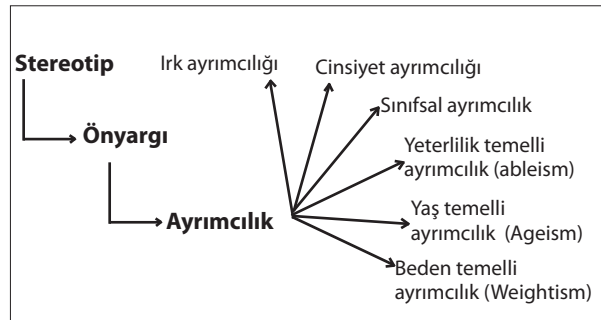 Stereotip
Önyargı
Ayrımcılık
Irk ayrımcılığı
Cinsiyet ayrımcılığı
Sınıfsal ayrımcılık
Yeterlilik temelli
ayrımcılık (ableism)
Yaş temelli
ayrımcılık (Ageism)
Beden temelli
ayrımcılık (Weightism)